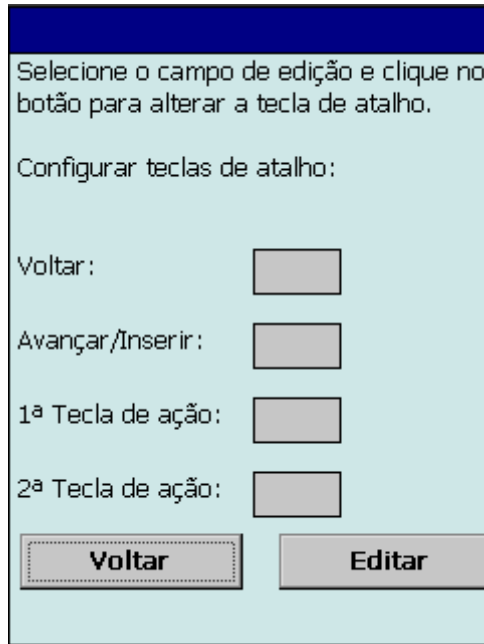 Selecione o campo de edição e clique no
botão para alterar a tecla de atalho.
Configurar teclas de atalho:
Voltar:
Avançar/Inserir:
1ª Tecla de ação:
2ª Tecla de ação:
Voltar Editar